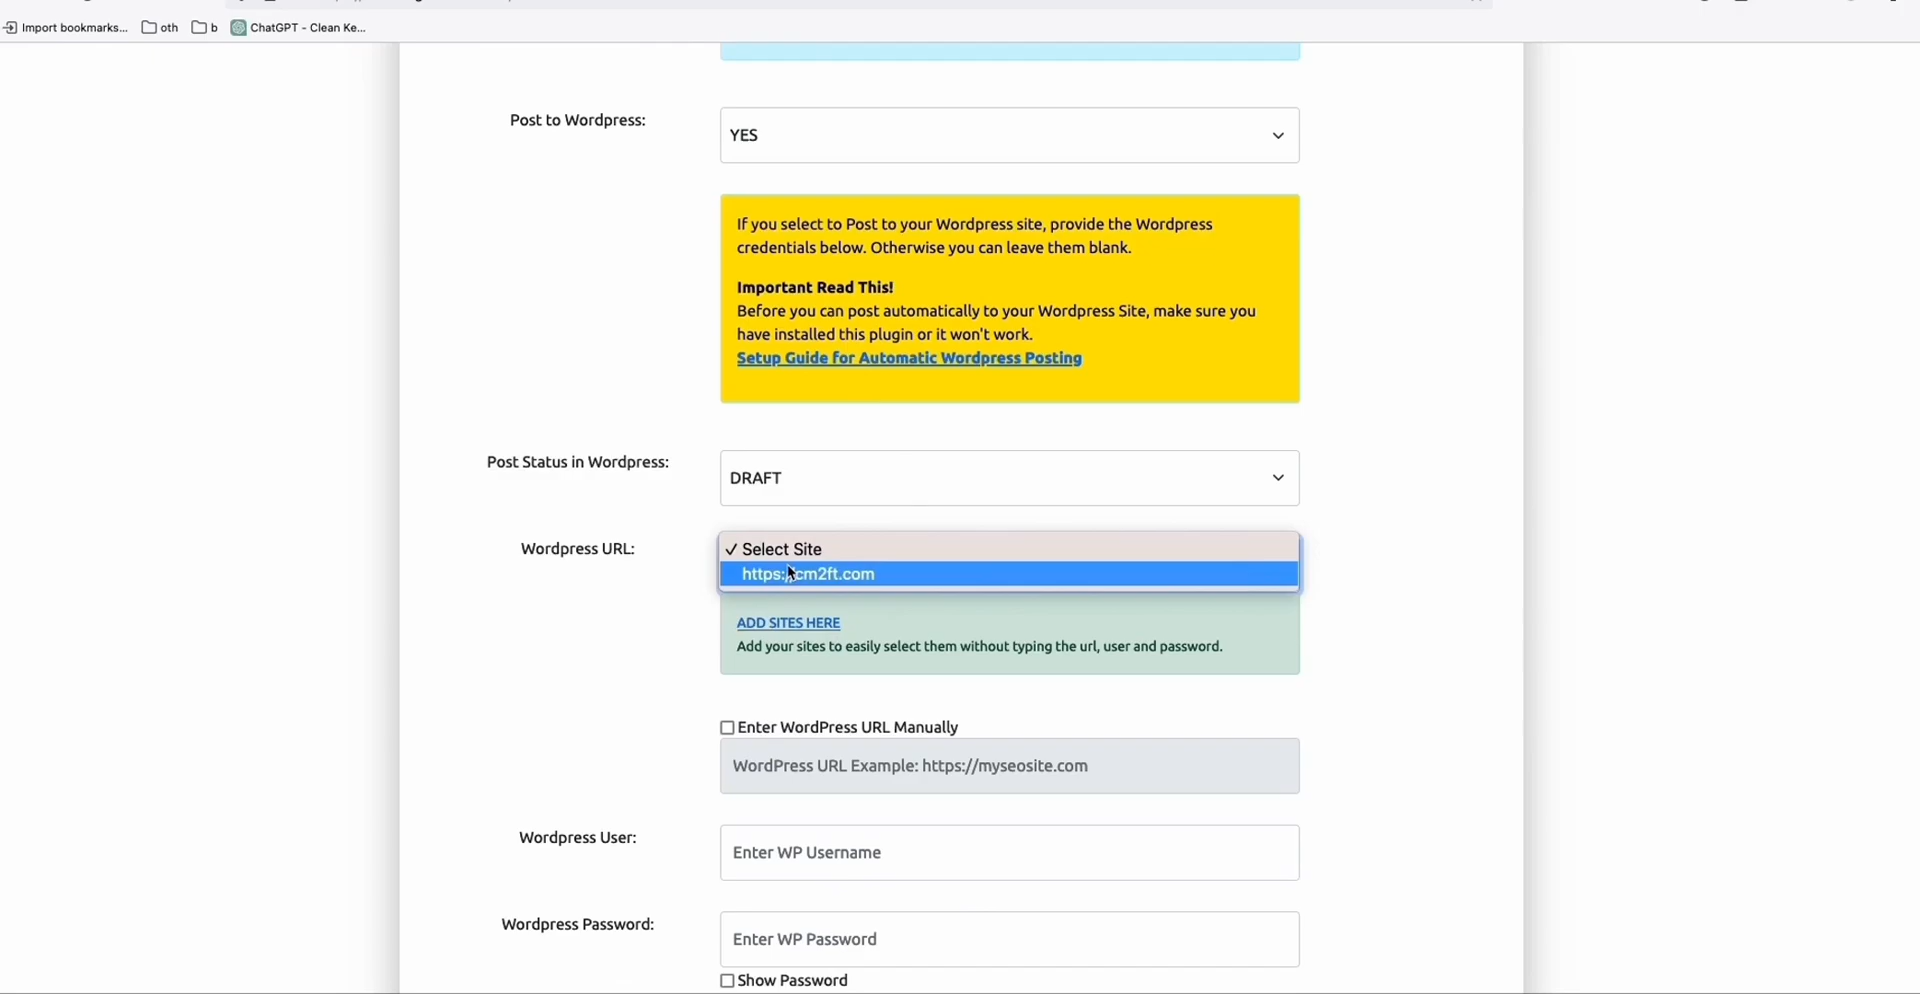 Import bookmarks... oth b ChatGPT - Clean Ke...
Post to Wordpress:
YES
If you select to Post to your Wordpress site, provide the Wordpress
credentials below. Otherwise you can leave them blank.
Important Read This!
Before you can post automatically to your Wordpress Site, make sure you
have installed this plugin or it won't work.
Setup Guide for Automatic Wordpress Posting
Post Status in Wordpress:
DRAFT
Wordpress URL:
✓ Select Site
https://cm2ft.com
ADD SITES HERE
Add your sites to easily select them without typing the url, user and password.
Enter WordPress URL Manually
WordPress URL Example: https://myseosite.com
Wordpress User:
Enter WP Username
Wordpress Password:
Enter WP Password
Show Password